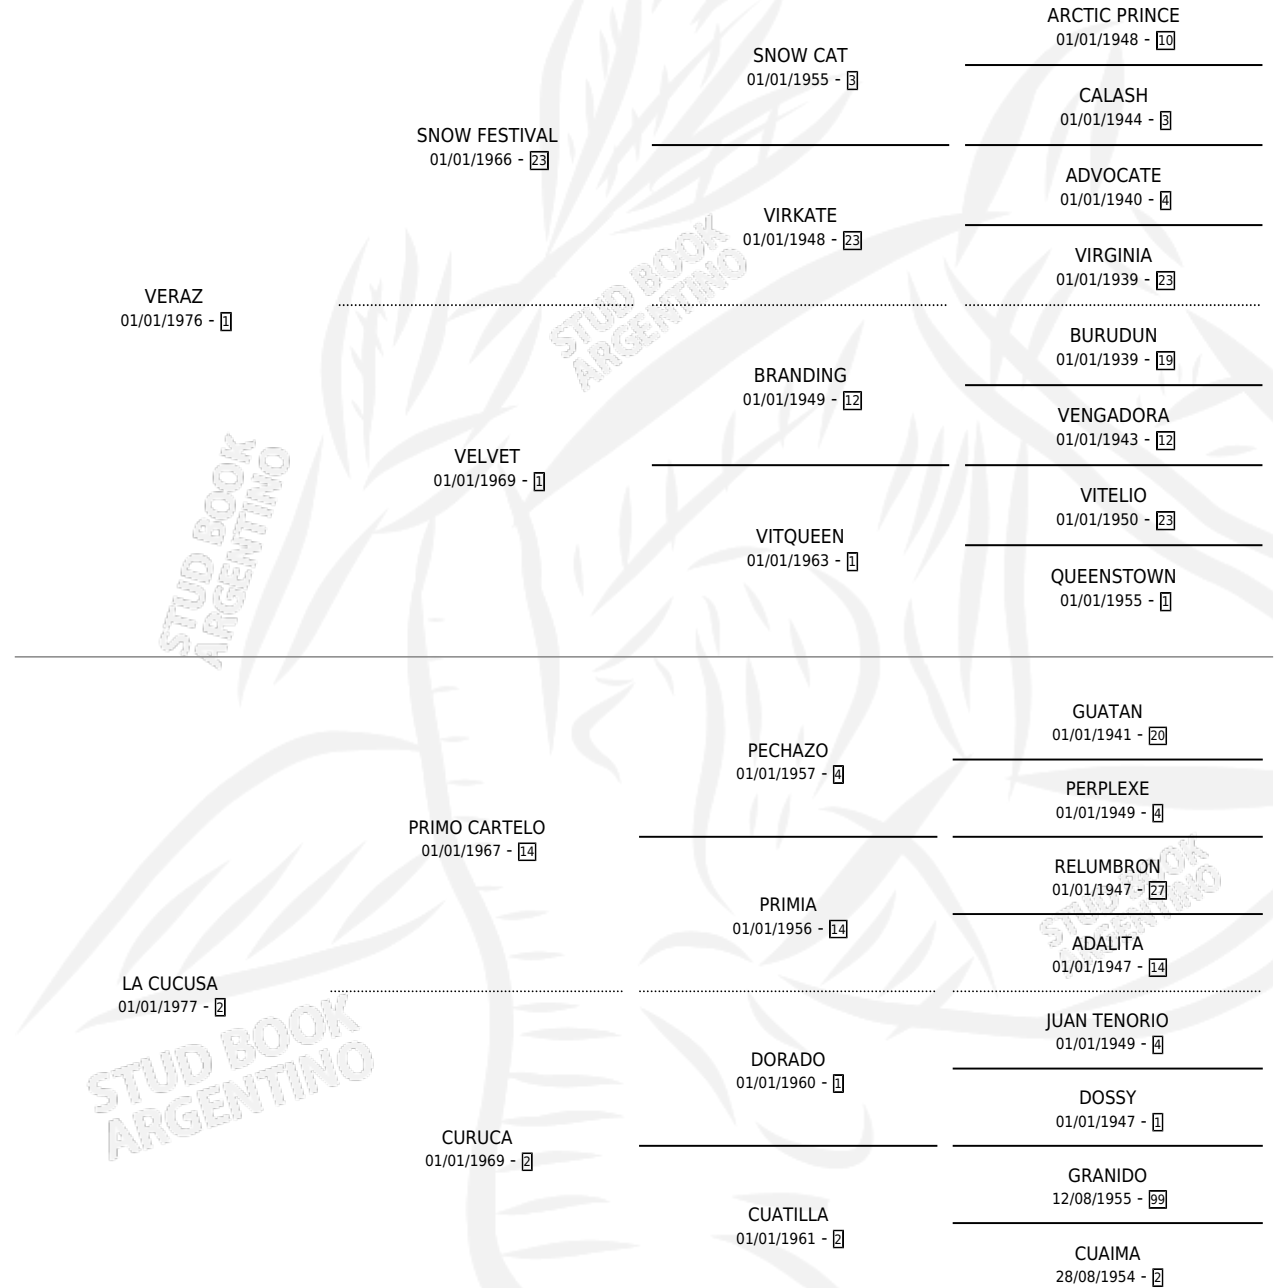 ARCTIC PRINCE
01/01/1948 - 10
SNOW CAT
01/01/1955 - 3
CALASH
01/01/1944 - 3
SNOW FESTIVAL
01/01/1966 - 23
ADVOCATE
01/01/1940 - 4
VIRKATE
01/01/1948 - 23
VIRGINIA
01/01/1939 - 23
VERAZ
01/01/1976 - 1
BURUDUN
01/01/1939 - 19
BRANDING
01/01/1949 - 12
VENGADORA
01/01/1943 - 12
VELVET
01/01/1969 - 1
VITELIO
01/01/1950 - 23
VITQUEEN
01/01/1963 - 1
QUEENSTOWN
01/01/1955 - 1
GUATAN
01/01/1941 - 20
PECHAZO
01/01/1957 - 4
PERPLEXE
01/01/1949 - 4
PRIMO CARTELO
01/01/1967 - 14
RELUMBRON
01/01/1947 - 27
PRIMIA
01/01/1956 - 14
ADALITA
01/01/1947 - 14
LA CUCUSA
01/01/1977 - 2
JUAN TENORIO
01/01/1949 - 4
DORADO
01/01/1960 - 1
DOSSY
01/01/1947 - 1
CURUCA
01/01/1969 - 2
GRANIDO
12/08/1955 - 99
CUATILLA
01/01/1961 - 2
CUAIMA
28/08/1954 - 2
STUD BOOK
ARGENTINO
STUD BOOK
ARGENTINO
STUD BOOK
ARGENTINO
STUD BOOK
ARGENTINO